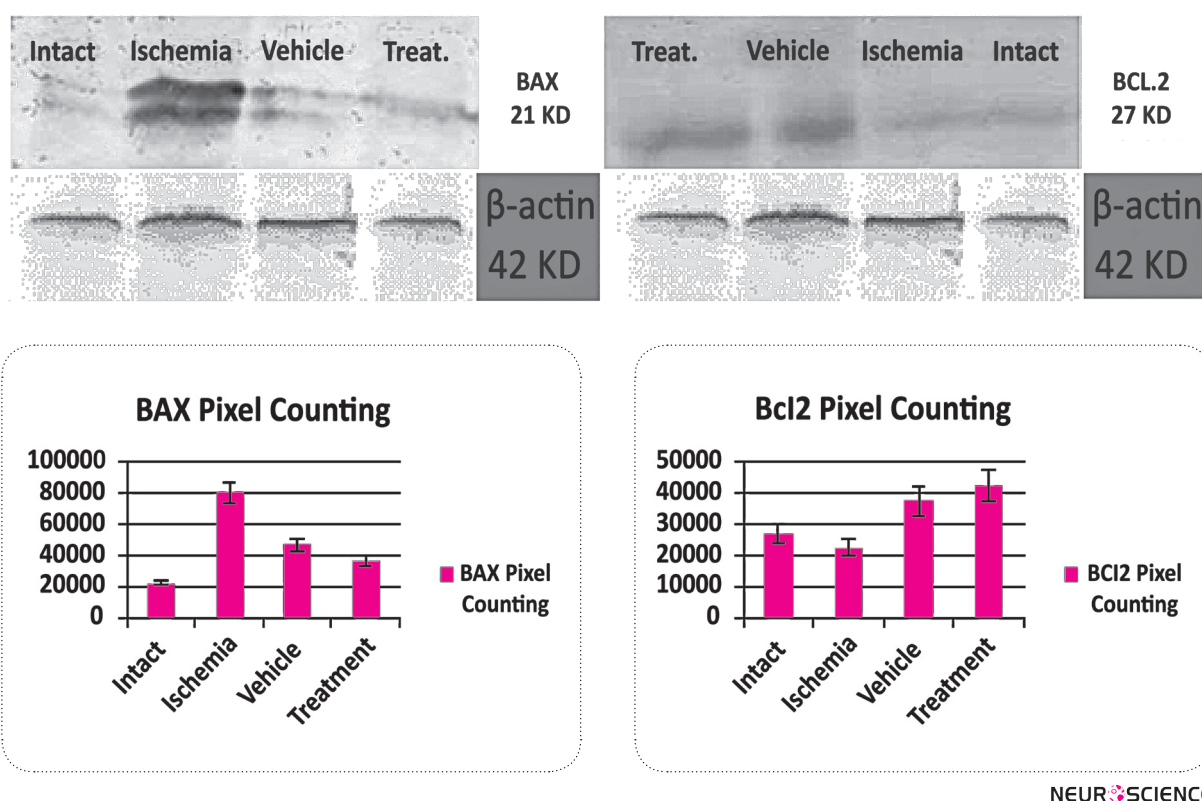 Intact Ischemia Vehicle Treat.
BAX
21 KD
Treat. Vehicle Ischemia Intact
BCL.2
27 KD
β-actin
42 KD
β-actin
42 KD
BAX Pixel Counting
100000
80000
60000
40000
20000
0
Intact
Ischemia
Vehicle
Treatment
BAX Pixel
Counting
Bcl2 Pixel Counting
50000
40000
30000
20000
10000
0
Intact
Ischemia
Vehicle
Treatment
BCl2 Pixel
Counting
NEUROSCIENCE